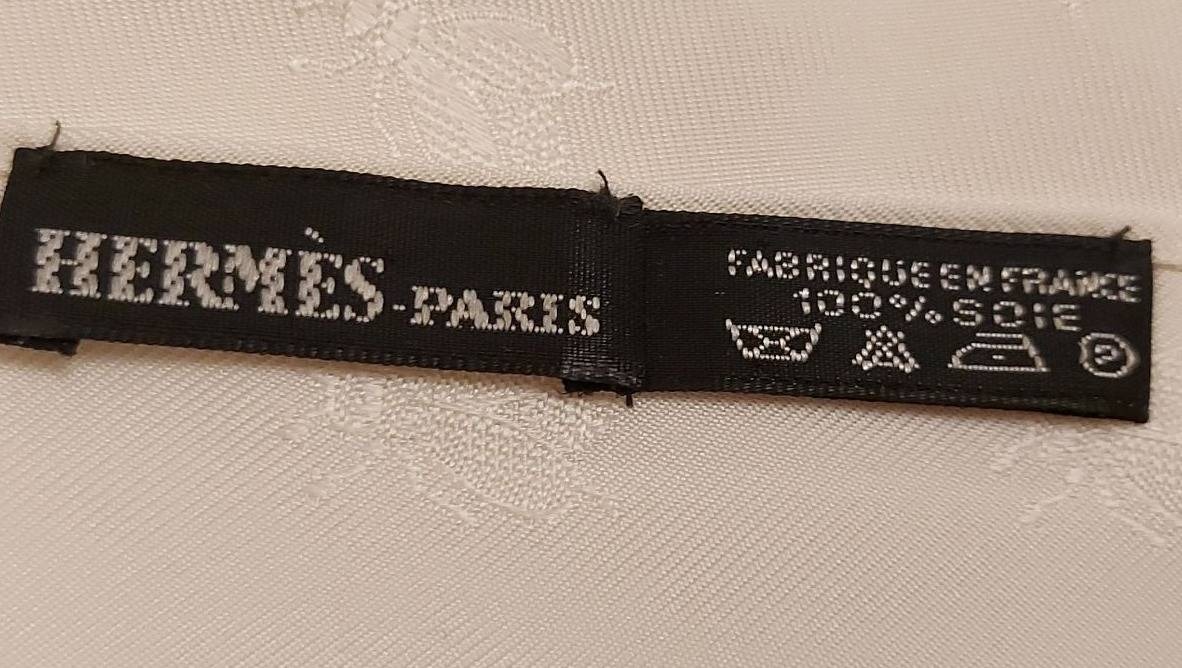 HERMÈS-PARIS
FABRIQUE EN FRANCE
100% SOIE
P